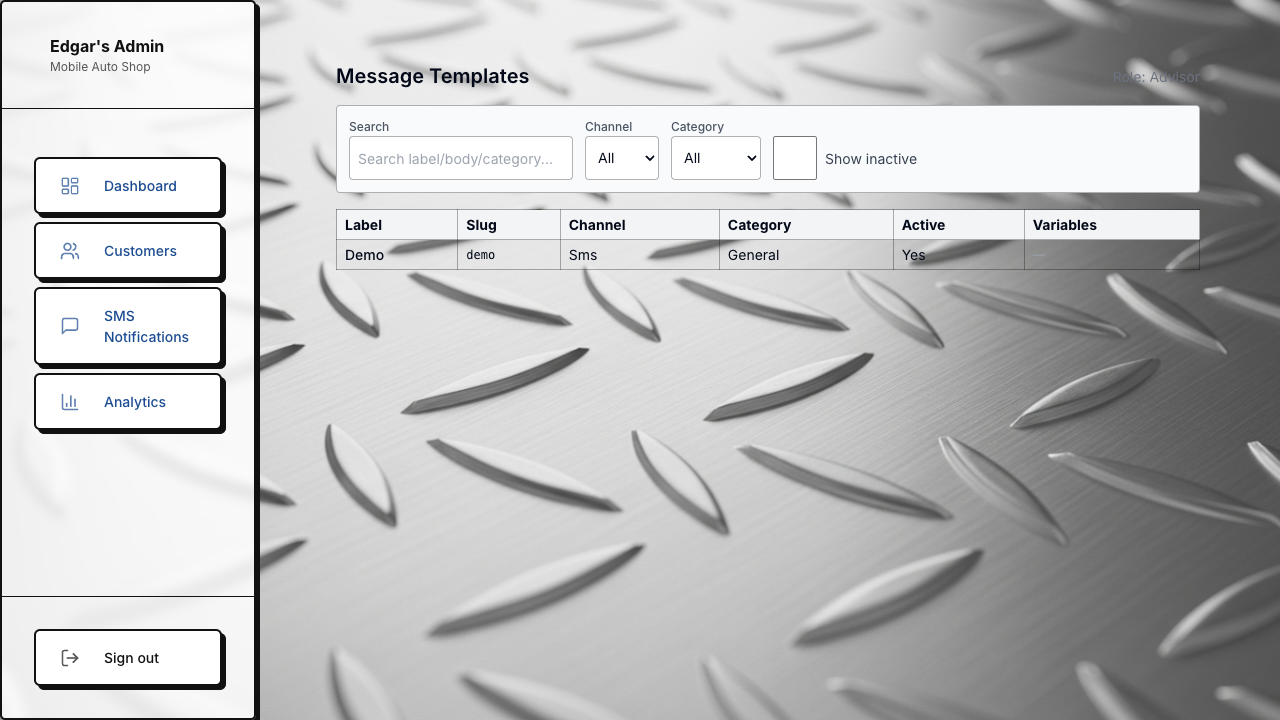 Edgar's Admin
Mobile Auto Shop
Dashboard
Customers
SMS
Notifications
Analytics
Sign out
Message Templates
Role: Advisor
Search
Channel
Category
Search label/body/category...
All
All
Show inactive
Label
Slug
Channel
Category
Active
Variables
Demo
demo
Sms
General
Yes
—